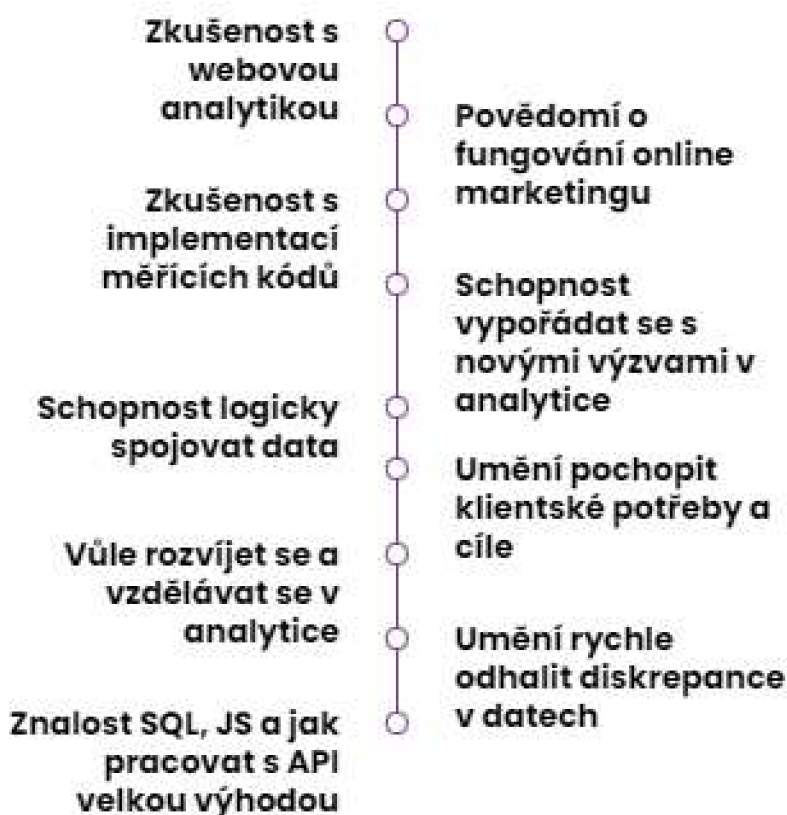 Zkušenost s
webovou
analytikou
Povědomí o
fungování online
marketingu
Zkušenost s
implementací
měřících kódů
Schopnost
vypořádat se s
novými výzvami v
analytice
Schopnost logicky
spojovat data
Umění pochopit
klientské potřeby a
cíle
Vůle rozvíjet se a
vzdělávat se v
analytice
Umění rychle
odhalit diskrepance
v datech
Znalost SQL, JS a jak
pracovat s API
velkou výhodou